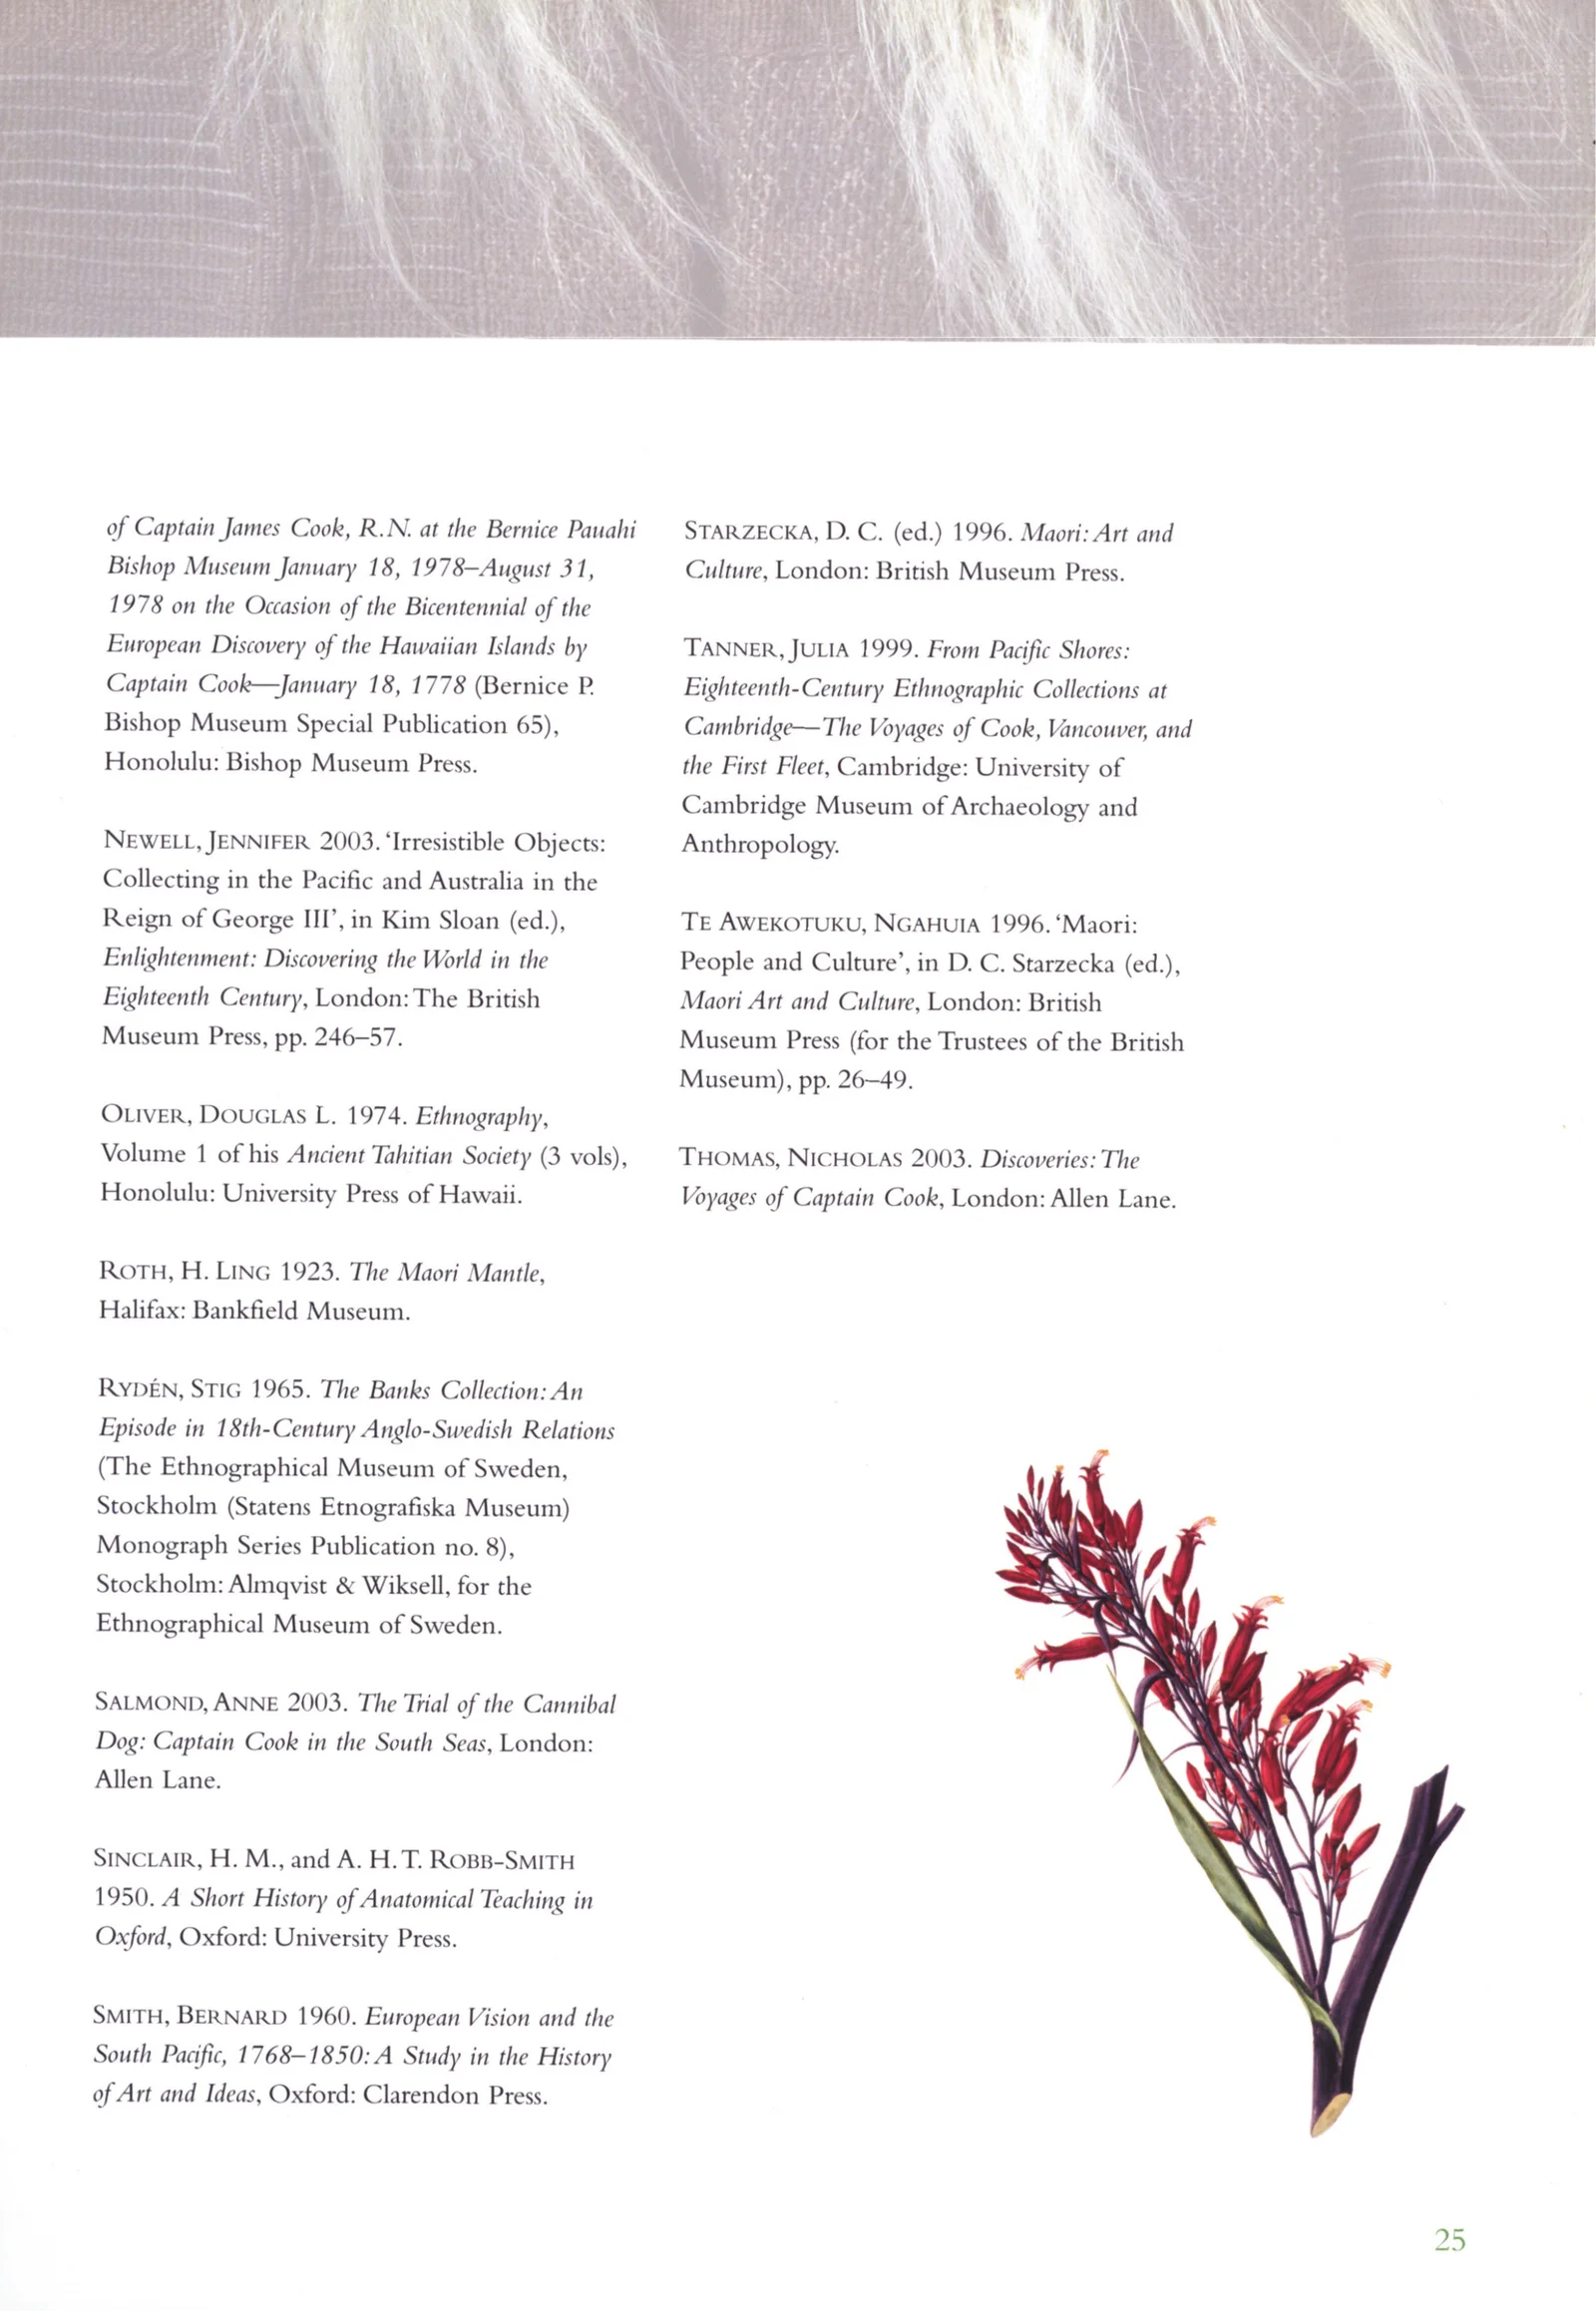 of Captain James Cook, R.N. at the Bernice Pauahi
Bishop Museum January 18, 1978–August 31,
1978 on the Occasion of the Bicentennial of the
European Discovery of the Hawaiian Islands by
Captain Cook—January 18, 1778 (Bernice P.
Bishop Museum Special Publication 65),
Honolulu: Bishop Museum Press.
NEWELL, JENNIFER 2003. ‘Irresistible Objects:
Collecting in the Pacific and Australia in the
Reign of George III’, in Kim Sloan (ed.),
Enlightenment: Discovering the World in the
Eighteenth Century, London: The British
Museum Press, pp. 246–57.
OLIVER, DOUGLAS L. 1974. Ethnography,
Volume 1 of his Ancient Tahitian Society (3 vols),
Honolulu: University Press of Hawaii.
ROTH, H. LING 1923. The Maori Mantle,
Halifax: Bankfield Museum.
RYDÉN, STIG 1965. The Banks Collection: An
Episode in 18th-Century Anglo-Swedish Relations
(The Ethnographical Museum of Sweden,
Stockholm (Statens Etnografiska Museum)
Monograph Series Publication no. 8),
Stockholm: Almqvist & Wiksell, for the
Ethnographical Museum of Sweden.
SALMOND, ANNE 2003. The Trial of the Cannibal
Dog: Captain Cook in the South Seas, London:
Allen Lane.
SINCLAIR, H. M., and A. H. T. ROBB-SMITH
1950. A Short History of Anatomical Teaching in
Oxford, Oxford: University Press.
SMITH, BERNARD 1960. European Vision and the
South Pacific, 1768–1850: A Study in the History
of Art and Ideas, Oxford: Clarendon Press.
STARZECKA, D. C. (ed.) 1996. Maori: Art and
Culture, London: British Museum Press.
TANNER, JULIA 1999. From Pacific Shores:
Eighteenth-Century Ethnographic Collections at
Cambridge—The Voyages of Cook, Vancouver, and
the First Fleet, Cambridge: University of
Cambridge Museum of Archaeology and
Anthropology.
TE AWEKOTUKU, NGAHUIA 1996. ‘Maori:
People and Culture’, in D. C. Starzecka (ed.),
Maori Art and Culture, London: British
Museum Press (for the Trustees of the British
Museum), pp. 26–49.
THOMAS, NICHOLAS 2003. Discoveries: The
Voyages of Captain Cook, London: Allen Lane.
25